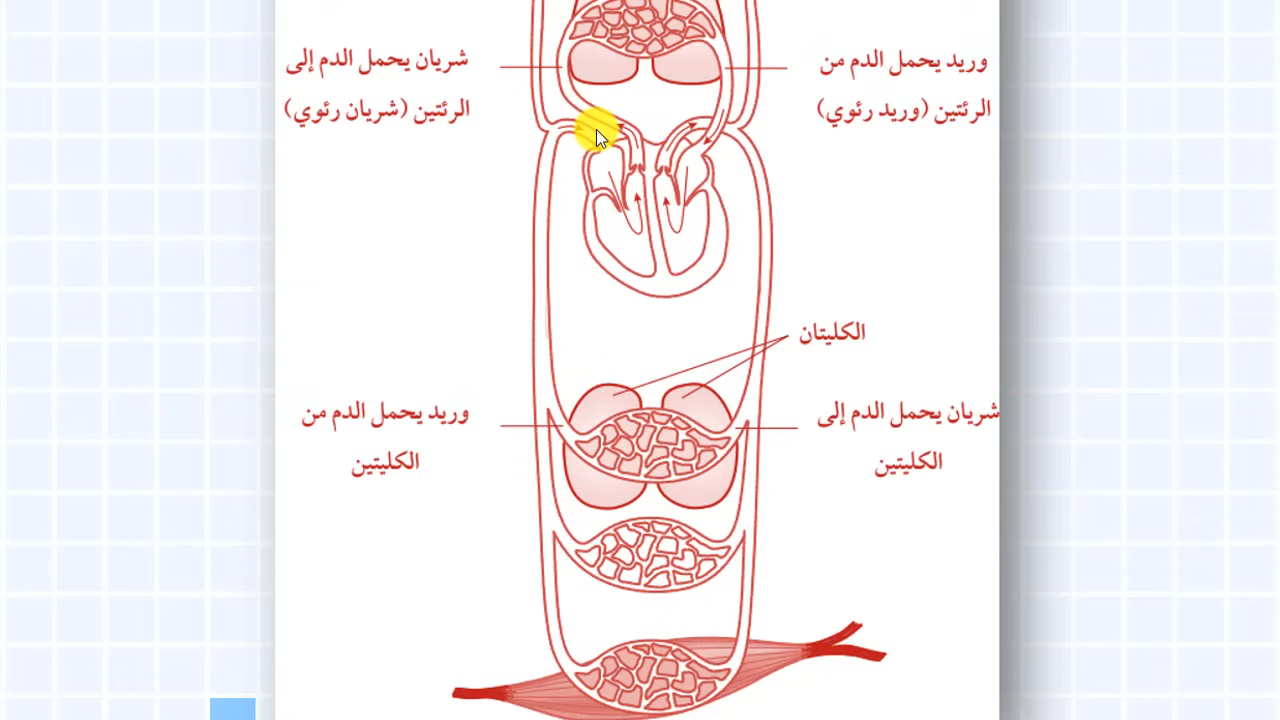 وريد يحمل الدم من
الرئتين (وريد رئوي)
شريان يحمل الدم إلى
الرئتين (شريان رئوي)
الكليتان
شريان يحمل الدم إلى
الكليتين
وريد يحمل الدم من
الكليتين